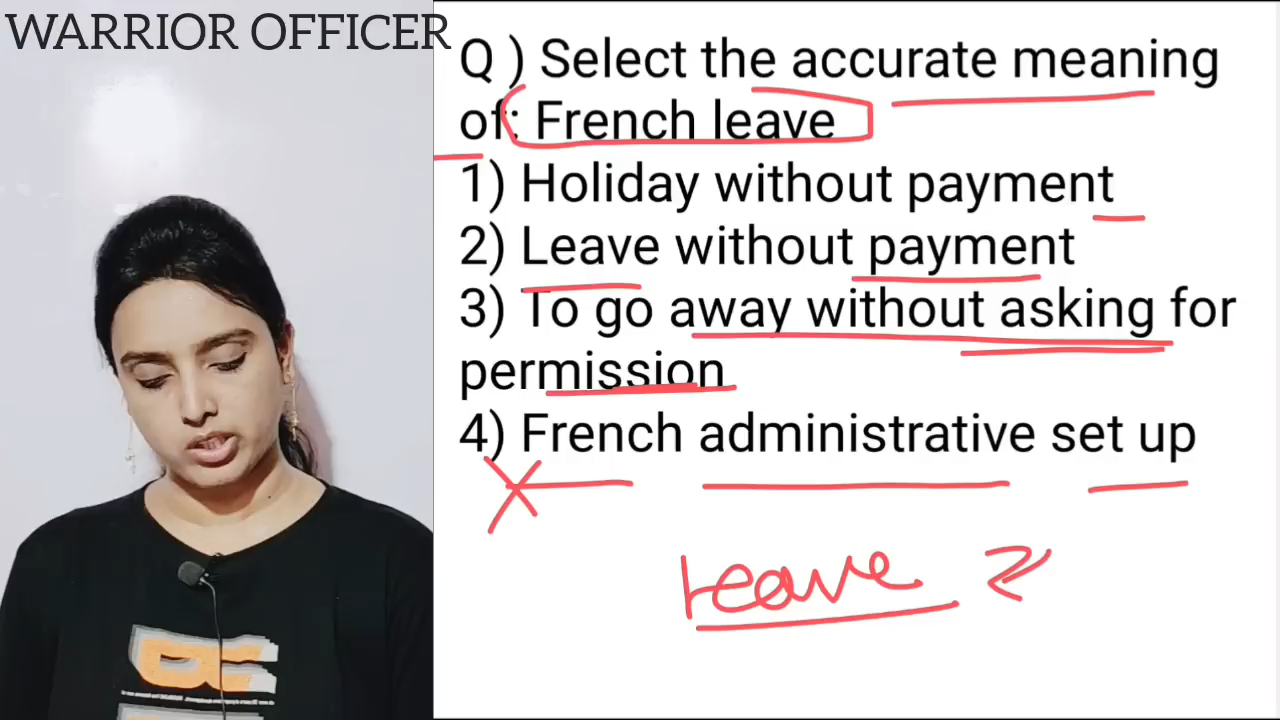 WARRIOR OFFICER
Q ) Select the accurate meaning
of: French leave
1) Holiday without payment
2) Leave without payment
3) To go away without asking for
permission
4) French administrative set up
Leave